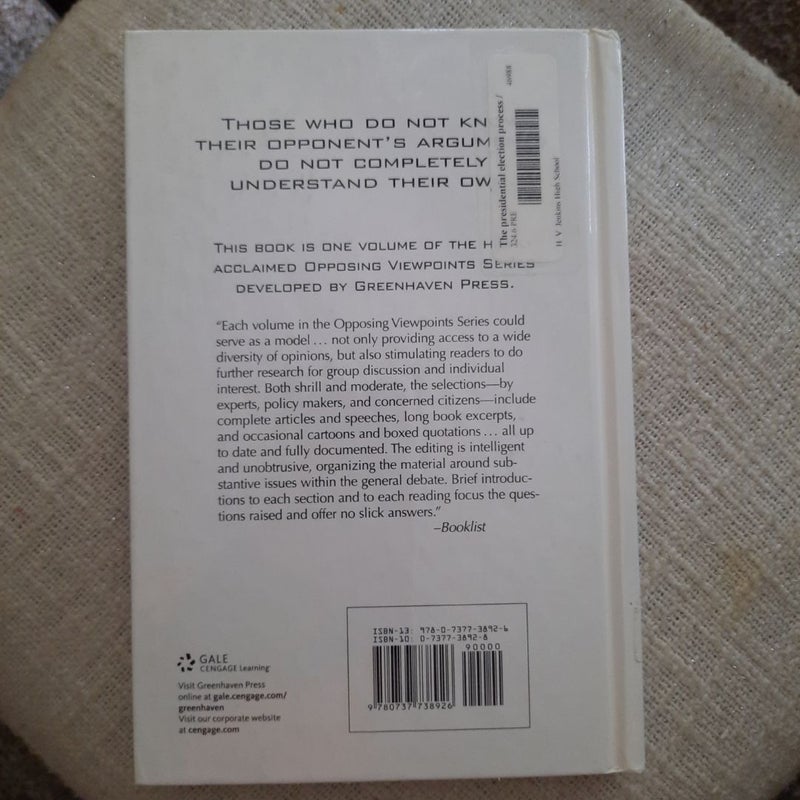 THOSE WHO DO NOT KN
THEIR OPPONENT'S ARGUM
DO NOT COMPLETELY
UNDERSTAND THEIR OW
The presidential election process /
324.6 PRE
H. V. Jenkins High School
THIS BOOK IS ONE VOLUME OF THE H
ACCLAIMED OPPOSING VIEWPOINTS SERIES
DEVELOPED BY GREENHAVEN PRESS.
“Each volume in the Opposing Viewpoints Series could
serve as a model … not only providing access to a wide
diversity of opinions, but also stimulating readers to do
further research for group discussion and individual
interest. Both shrill and moderate, the selections—by
experts, policy makers, and concerned citizens—include
complete articles and speeches, long book excerpts,
and occasional cartoons and boxed quotations … all up
to date and fully documented. The editing is intelligent
and unobtrusive, organizing the material around sub-
stantive issues within the general debate. Brief introduc-
tions to each section and to each reading focus the ques-
tions raised and offer no slick answers.”
–Booklist
GALE
CENGAGE Learning
Visit Greenhaven Press
online at gale.cengage.com/
greenhaven
Visit our corporate website
at cengage.com
ISBN-13: 978-0-7377-3892-6
ISBN-10: 0-7377-3892-8
90000
9 780737 738926